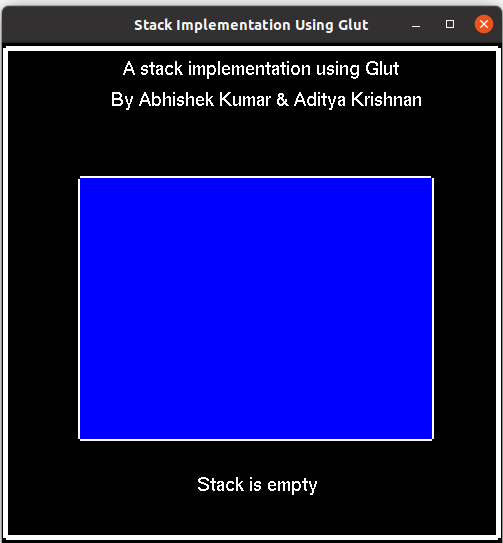 Stack Implementation Using Glut
A stack implementation using Glut
By Abhishek Kumar & Aditya Krishnan
Stack is empty